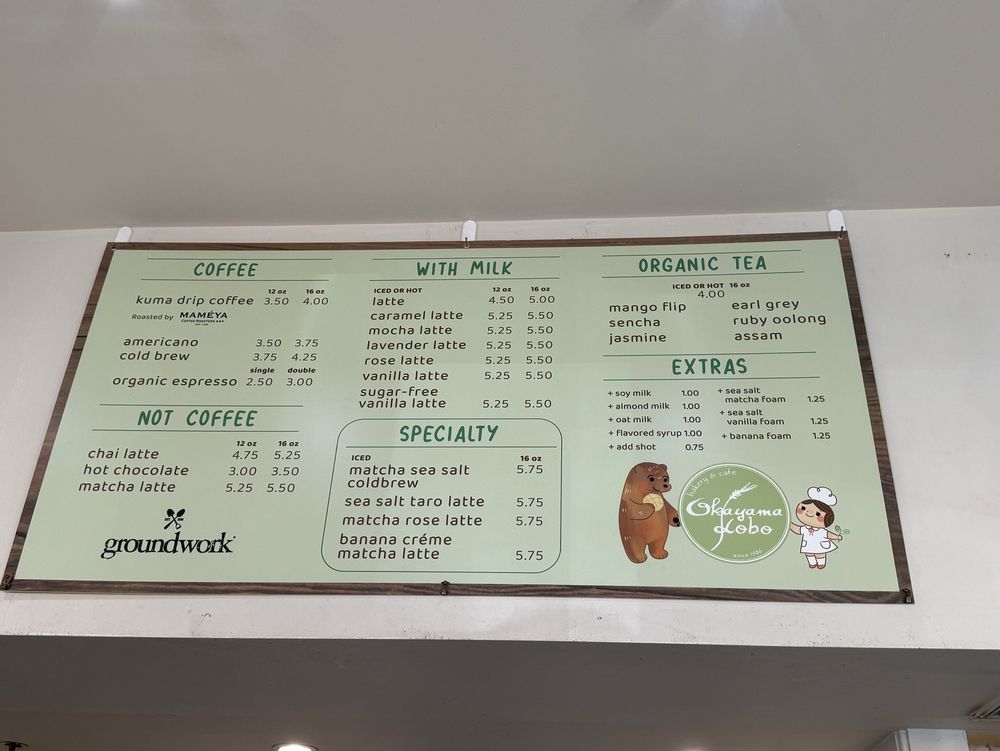 COFFEE
12 oz 16 oz
kuma drip coffee 3.50 4.00
Roasted by MAMÉYA
COFFEE ROASTERS
americano 3.50 3.75
cold brew 3.75 4.25
single double
organic espresso 2.50 3.00
NOT COFFEE
12 oz 16 oz
chai latte 4.75 5.25
hot chocolate 3.00 3.50
matcha latte 5.25 5.50
groundwork
WITH MILK
ICED OR HOT 12 oz 16 oz
latte 4.50 5.00
caramel latte 5.25 5.50
mocha latte 5.25 5.50
lavender latte 5.25 5.50
rose latte 5.25 5.50
vanilla latte 5.25 5.50
sugar-free
vanilla latte 5.25 5.50
SPECIALTY
ICED 16 oz
matcha sea salt 5.75
coldbrew
sea salt taro latte 5.75
matcha rose latte 5.75
banana créme
matcha latte 5.75
ORGANIC TEA
ICED OR HOT 16 oz
4.00
mango flip earl grey
sencha ruby oolong
jasmine assam
EXTRAS
+ soy milk 1.00
+ almond milk 1.00
+ oat milk 1.00
+ flavored syrup 1.00
+ add shot 0.75
+ sea salt
matcha foam 1.25
+ sea salt
vanilla foam 1.25
+ banana foam 1.25
bakery & cafe
Okayama
Kobo
since 1986